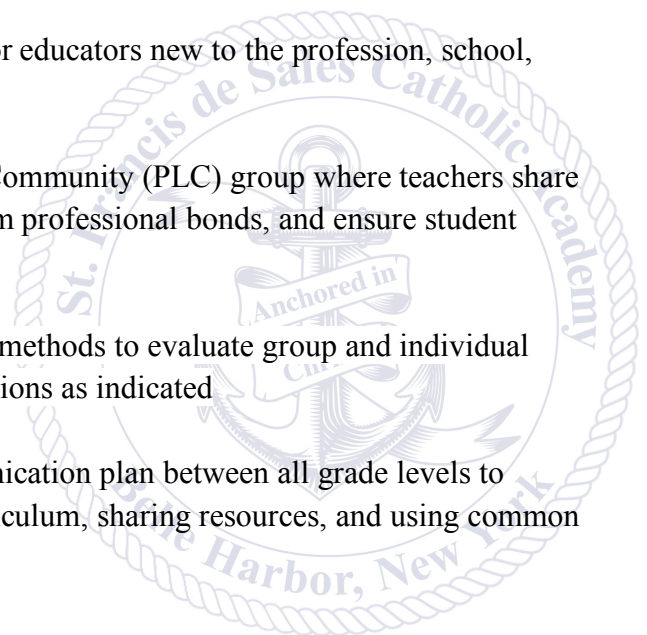 or educators new to the profession, school,
Community (PLC) group where teachers share
m professional bonds, and ensure student
methods to evaluate group and individual
ions as indicated
nication plan between all grade levels to
riculum, sharing resources, and using common
St. Francis de Sales Catholic Academy
Anchored in
Belle Harbor, New York